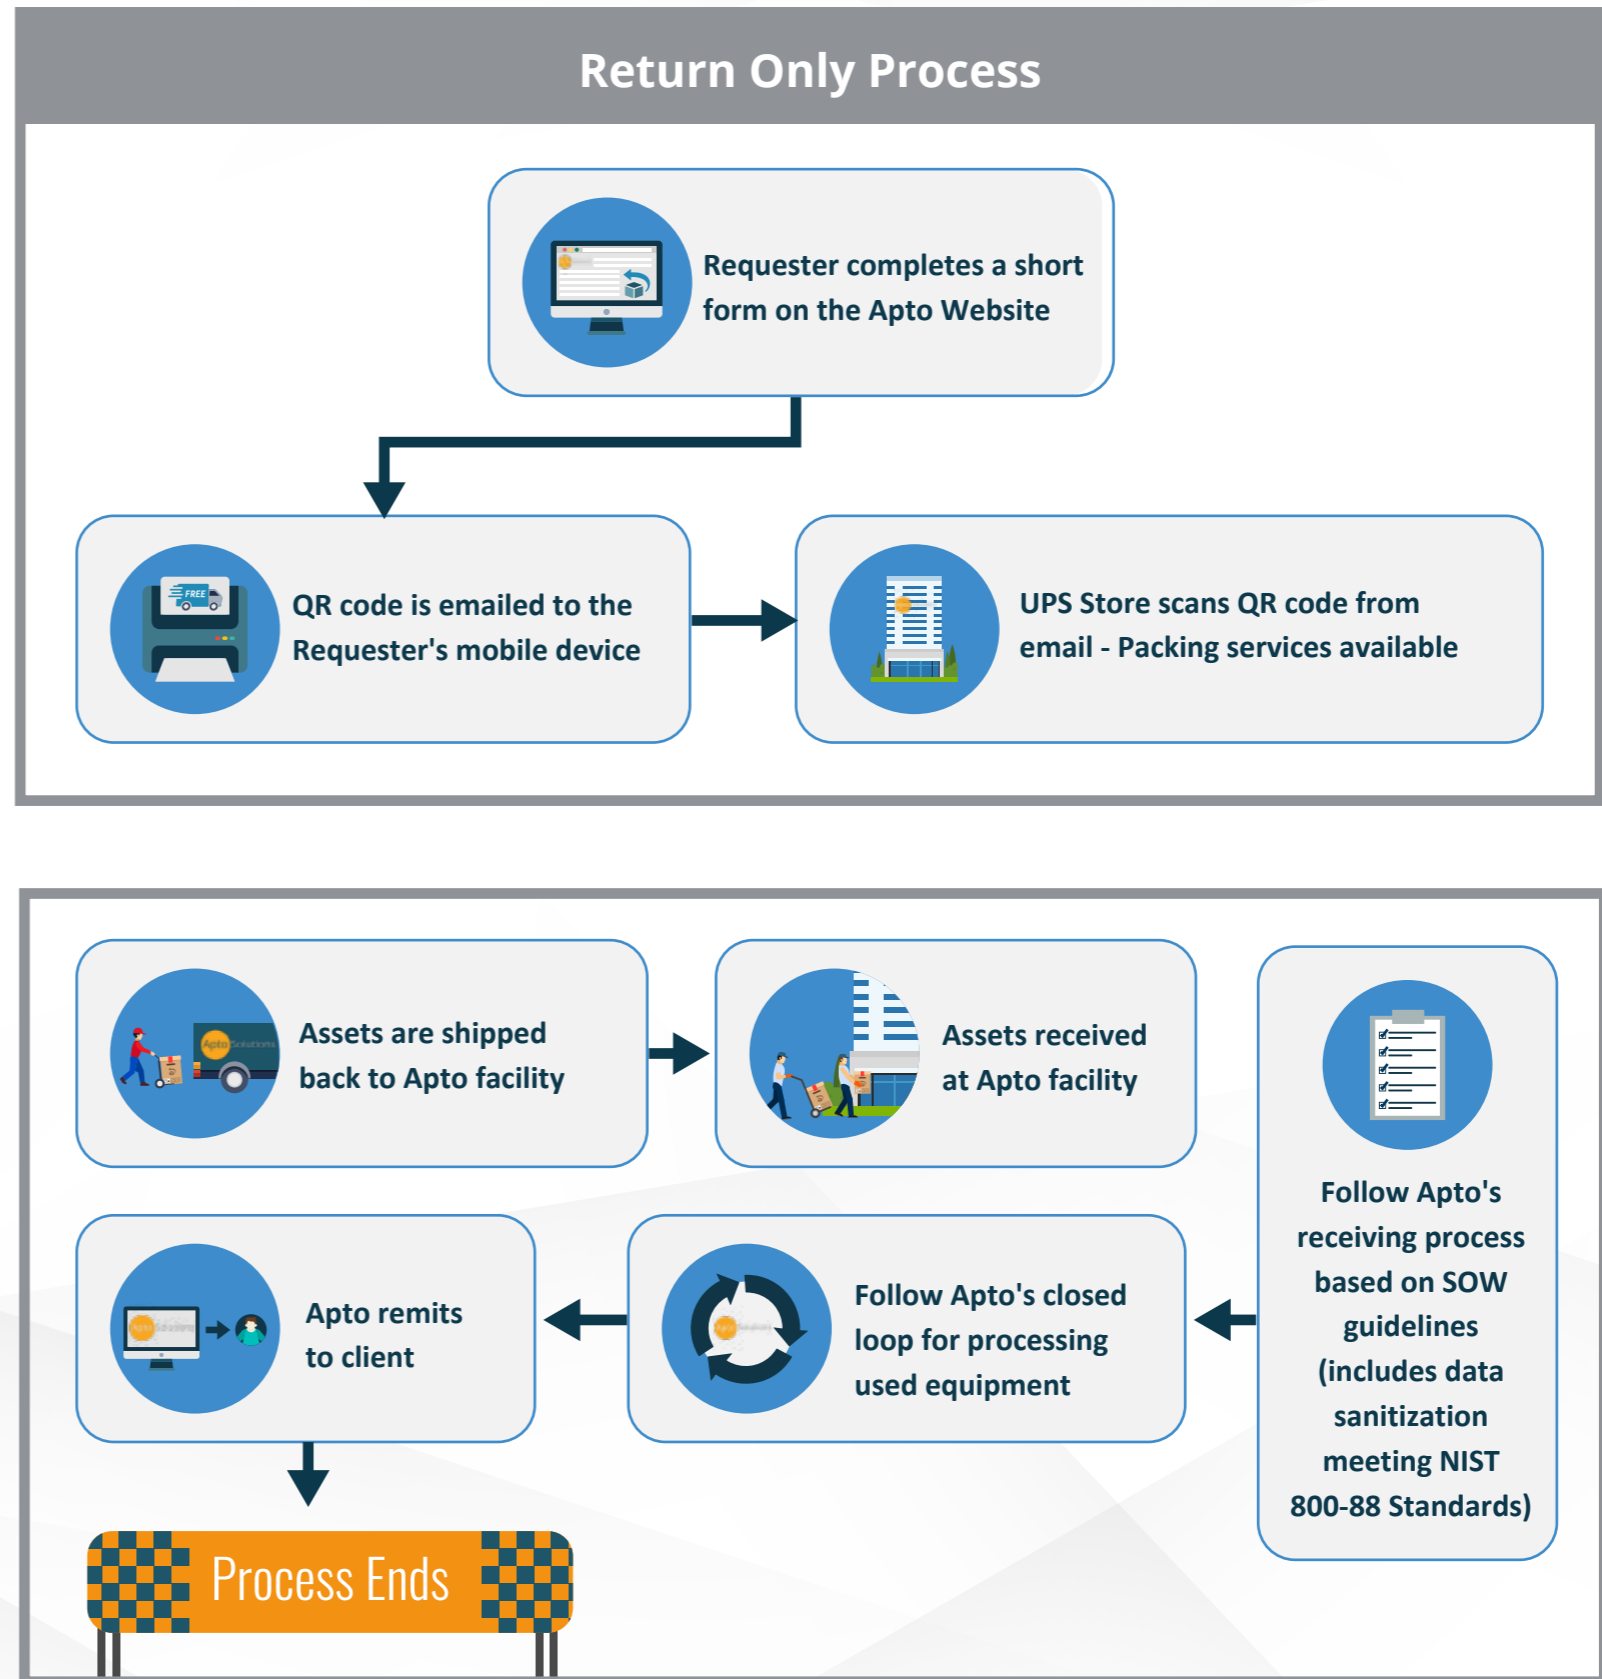 Return Only Process
Requester completes a short
form on the Apto Website
FREE
QR code is emailed to the
Requester's mobile device
UPS Store scans QR code from
email - Packing services available
Apto Solutions
Assets are shipped
back to Apto facility
Assets received
at Apto facility
Follow Apto's
receiving process
based on SOW
guidelines
(includes data
sanitization
meeting NIST
800-88 Standards)
Follow Apto's closed
loop for processing
used equipment
Apto remits
to client
Process Ends